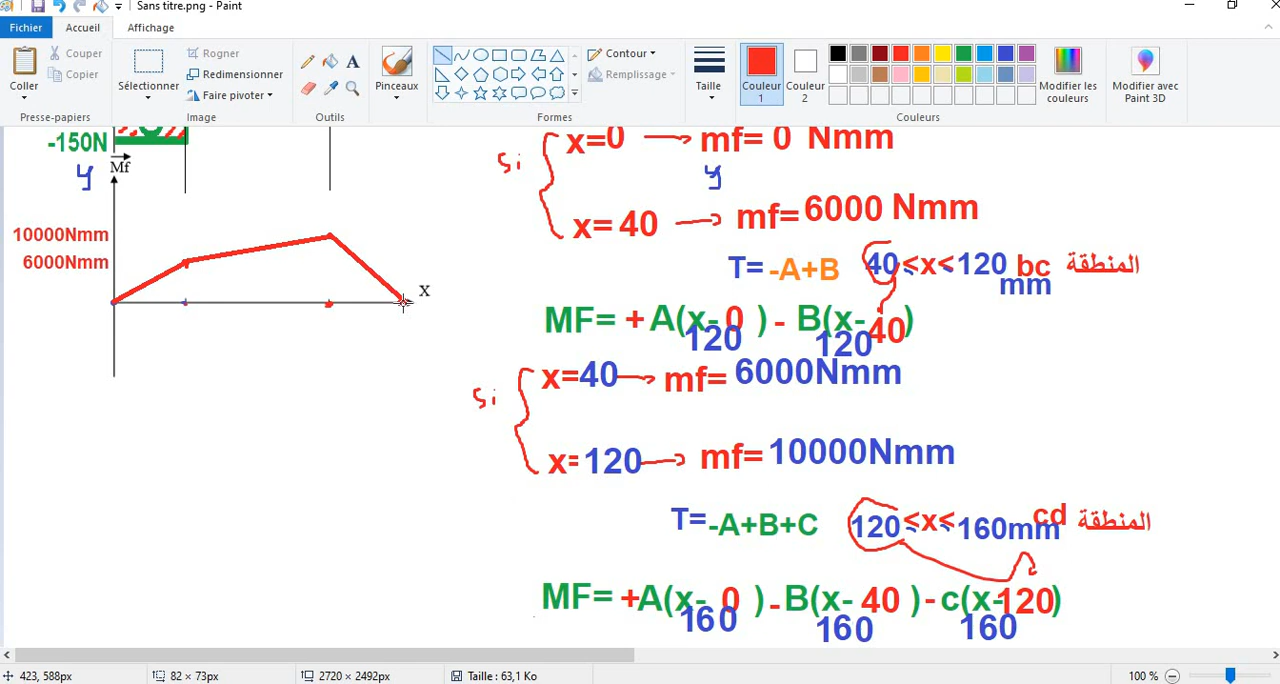 Sans titre.png - Paint
Fichier Accueil Affichage
Coller
Couper
Copier
Presse-papiers
Sélectionner
Rogner
Redimensionner
Faire pivoter
Image
A
Outils
Pinceaux
Contour
Remplissage
Formes
Taille
Couleur 1
Couleur 2
Modifier les couleurs
Modifier avec Paint 3D
Couleurs
-150N
y
Mf
10000Nmm
6000Nmm
X
si
x=0 → mf= 0 Nmm
y
x= 40 → mf= 6000 Nmm
T= -A+B 40<x<120 mm bc المنطقة
MF= +A(x-0 ) - B(x-40)
120 120
si
x=40 → mf= 6000Nmm
x=120 → mf= 10000Nmm
T= -A+B+C 120<x<160mm cd المنطقة
MF= +A(x- 0 ) - B(x- 40 ) - c(x-120)
160 160 160
423, 588px 82 × 73px 2720 × 2492px Taille : 63,1 Ko 100 %